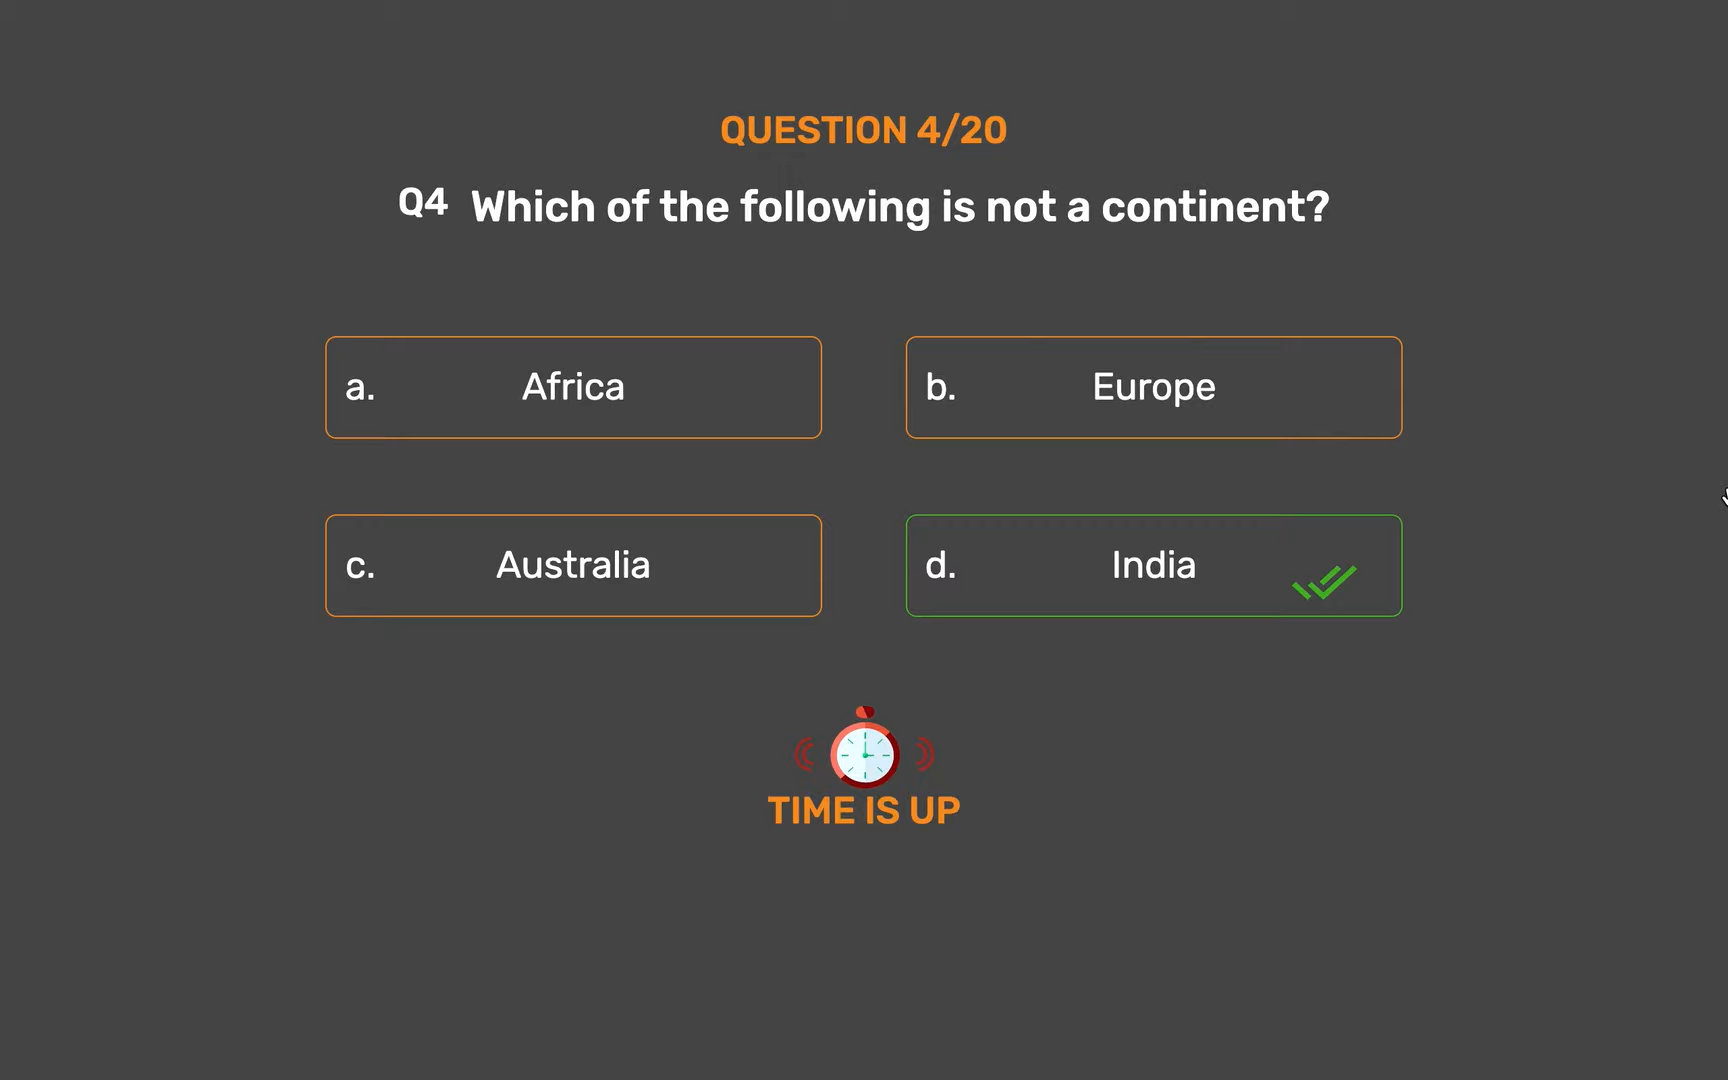 QUESTION 4/20
Q4 Which of the following is not a continent?
a. Africa
b. Europe
c. Australia
d. India
TIME IS UP